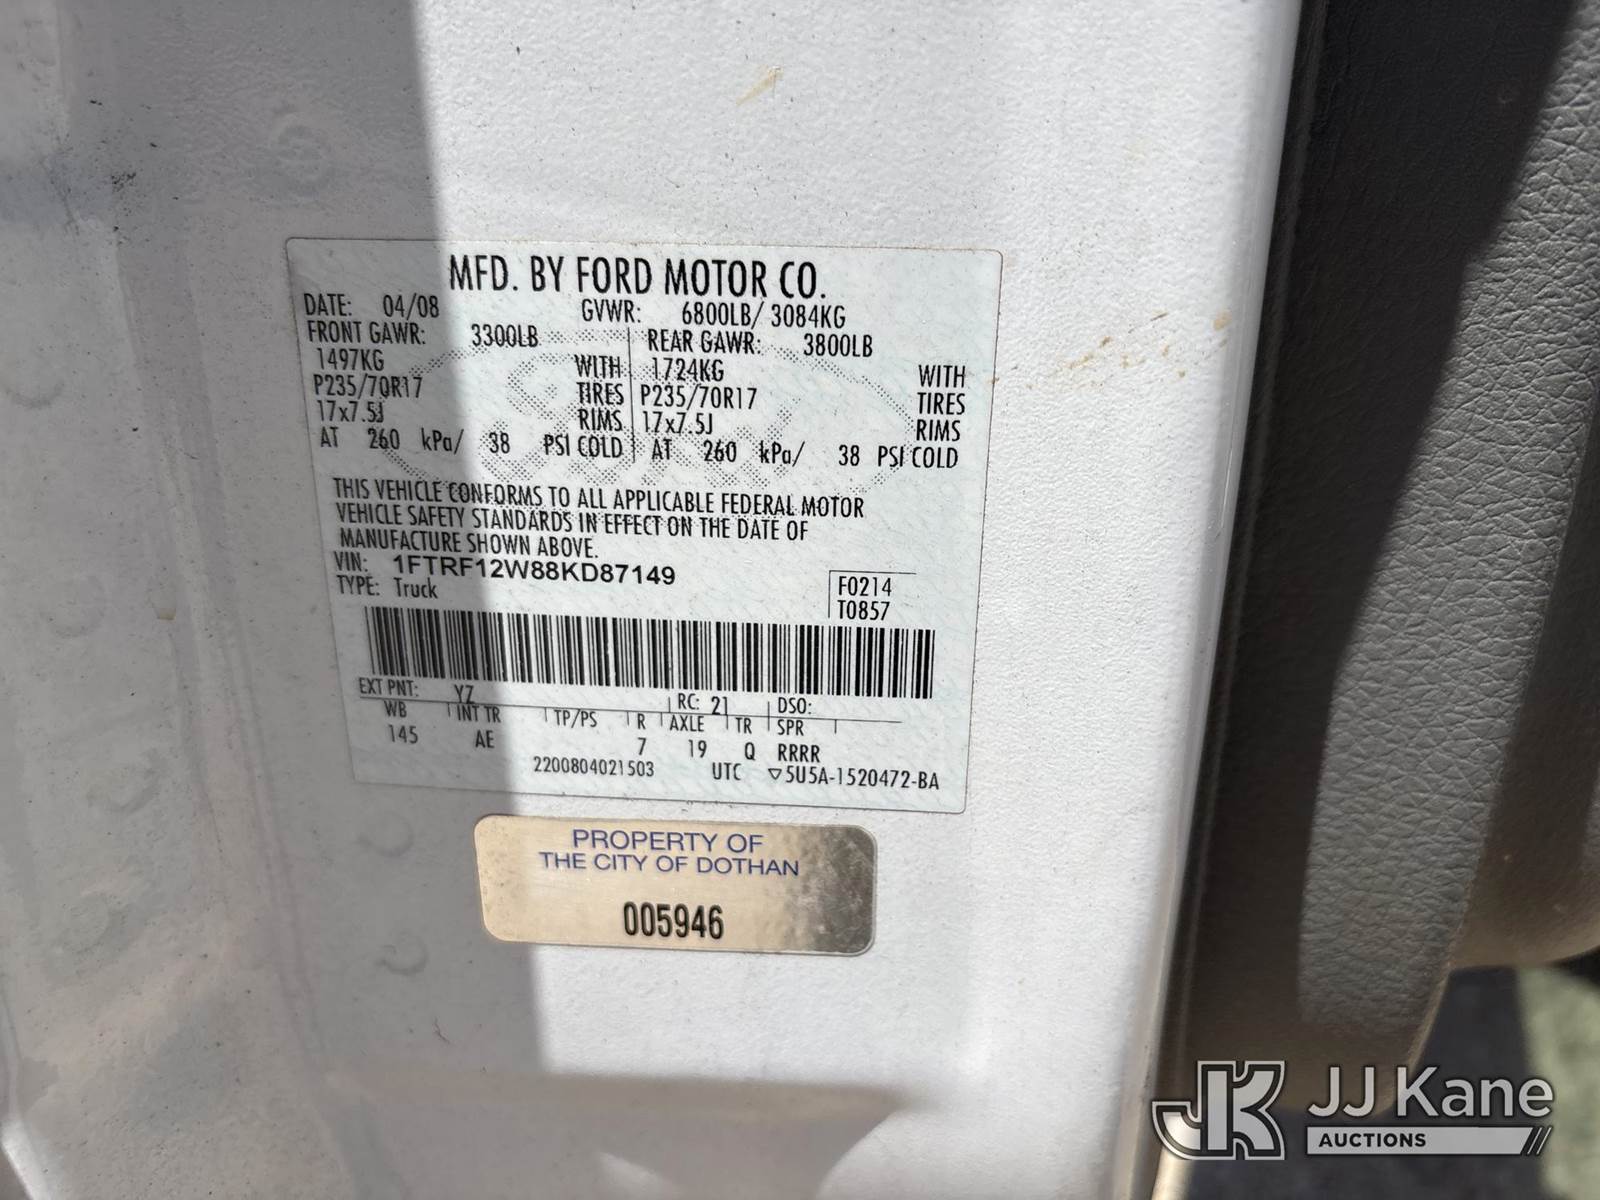 MFD. BY FORD MOTOR CO.
DATE: 04/08 GVWR: 6800LB/ 3084KG
FRONT GAWR: 3300LB REAR GAWR: 3800LB
1497KG WITH 1724KG WITH
P235/70R17 TIRES P235/70R17 TIRES
17x7.5J RIMS 17x7.5J RIMS
AT 260 kPa/ 38 PSI COLD AT 260 kPa/ 38 PSI COLD
THIS VEHICLE CONFORMS TO ALL APPLICABLE FEDERAL MOTOR
VEHICLE SAFETY STANDARDS IN EFFECT ON THE DATE OF
MANUFACTURE SHOWN ABOVE.
VIN: 1FTRF12W88KD87149
TYPE: Truck
F0214
T0857
EXT PNT: YZ RC: 21 DSO:
WB INT TR TP/PS R AXLE TR SPR
145 AE 7 19 Q RRRR
2200804021503 UTC ▽5U5A-1520472-BA
PROPERTY OF
THE CITY OF DOTHAN
005946
JK JJ Kane
AUCTIONS